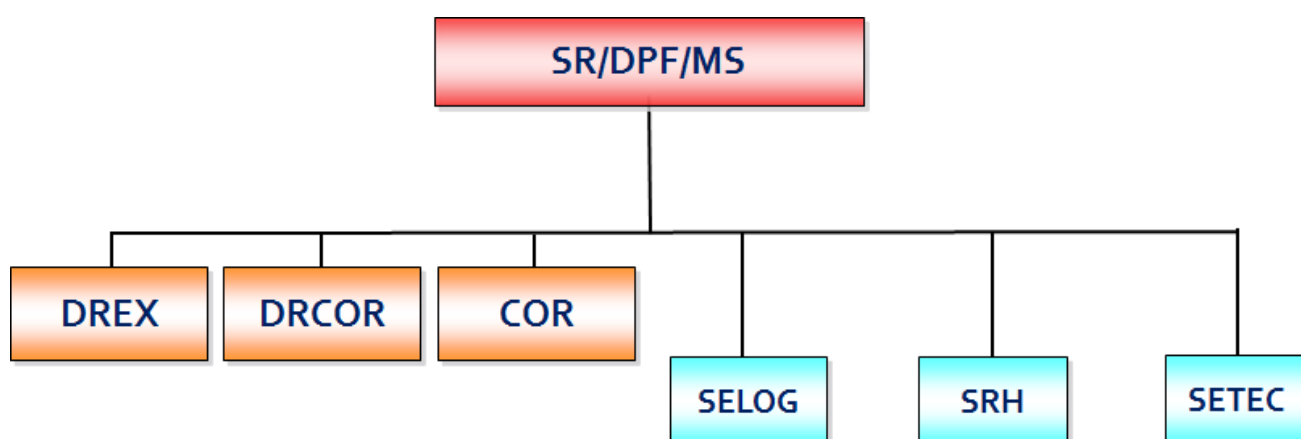 SR/DPF/MS
DREX
DRCOR
COR
SELOG
SRH
SETEC